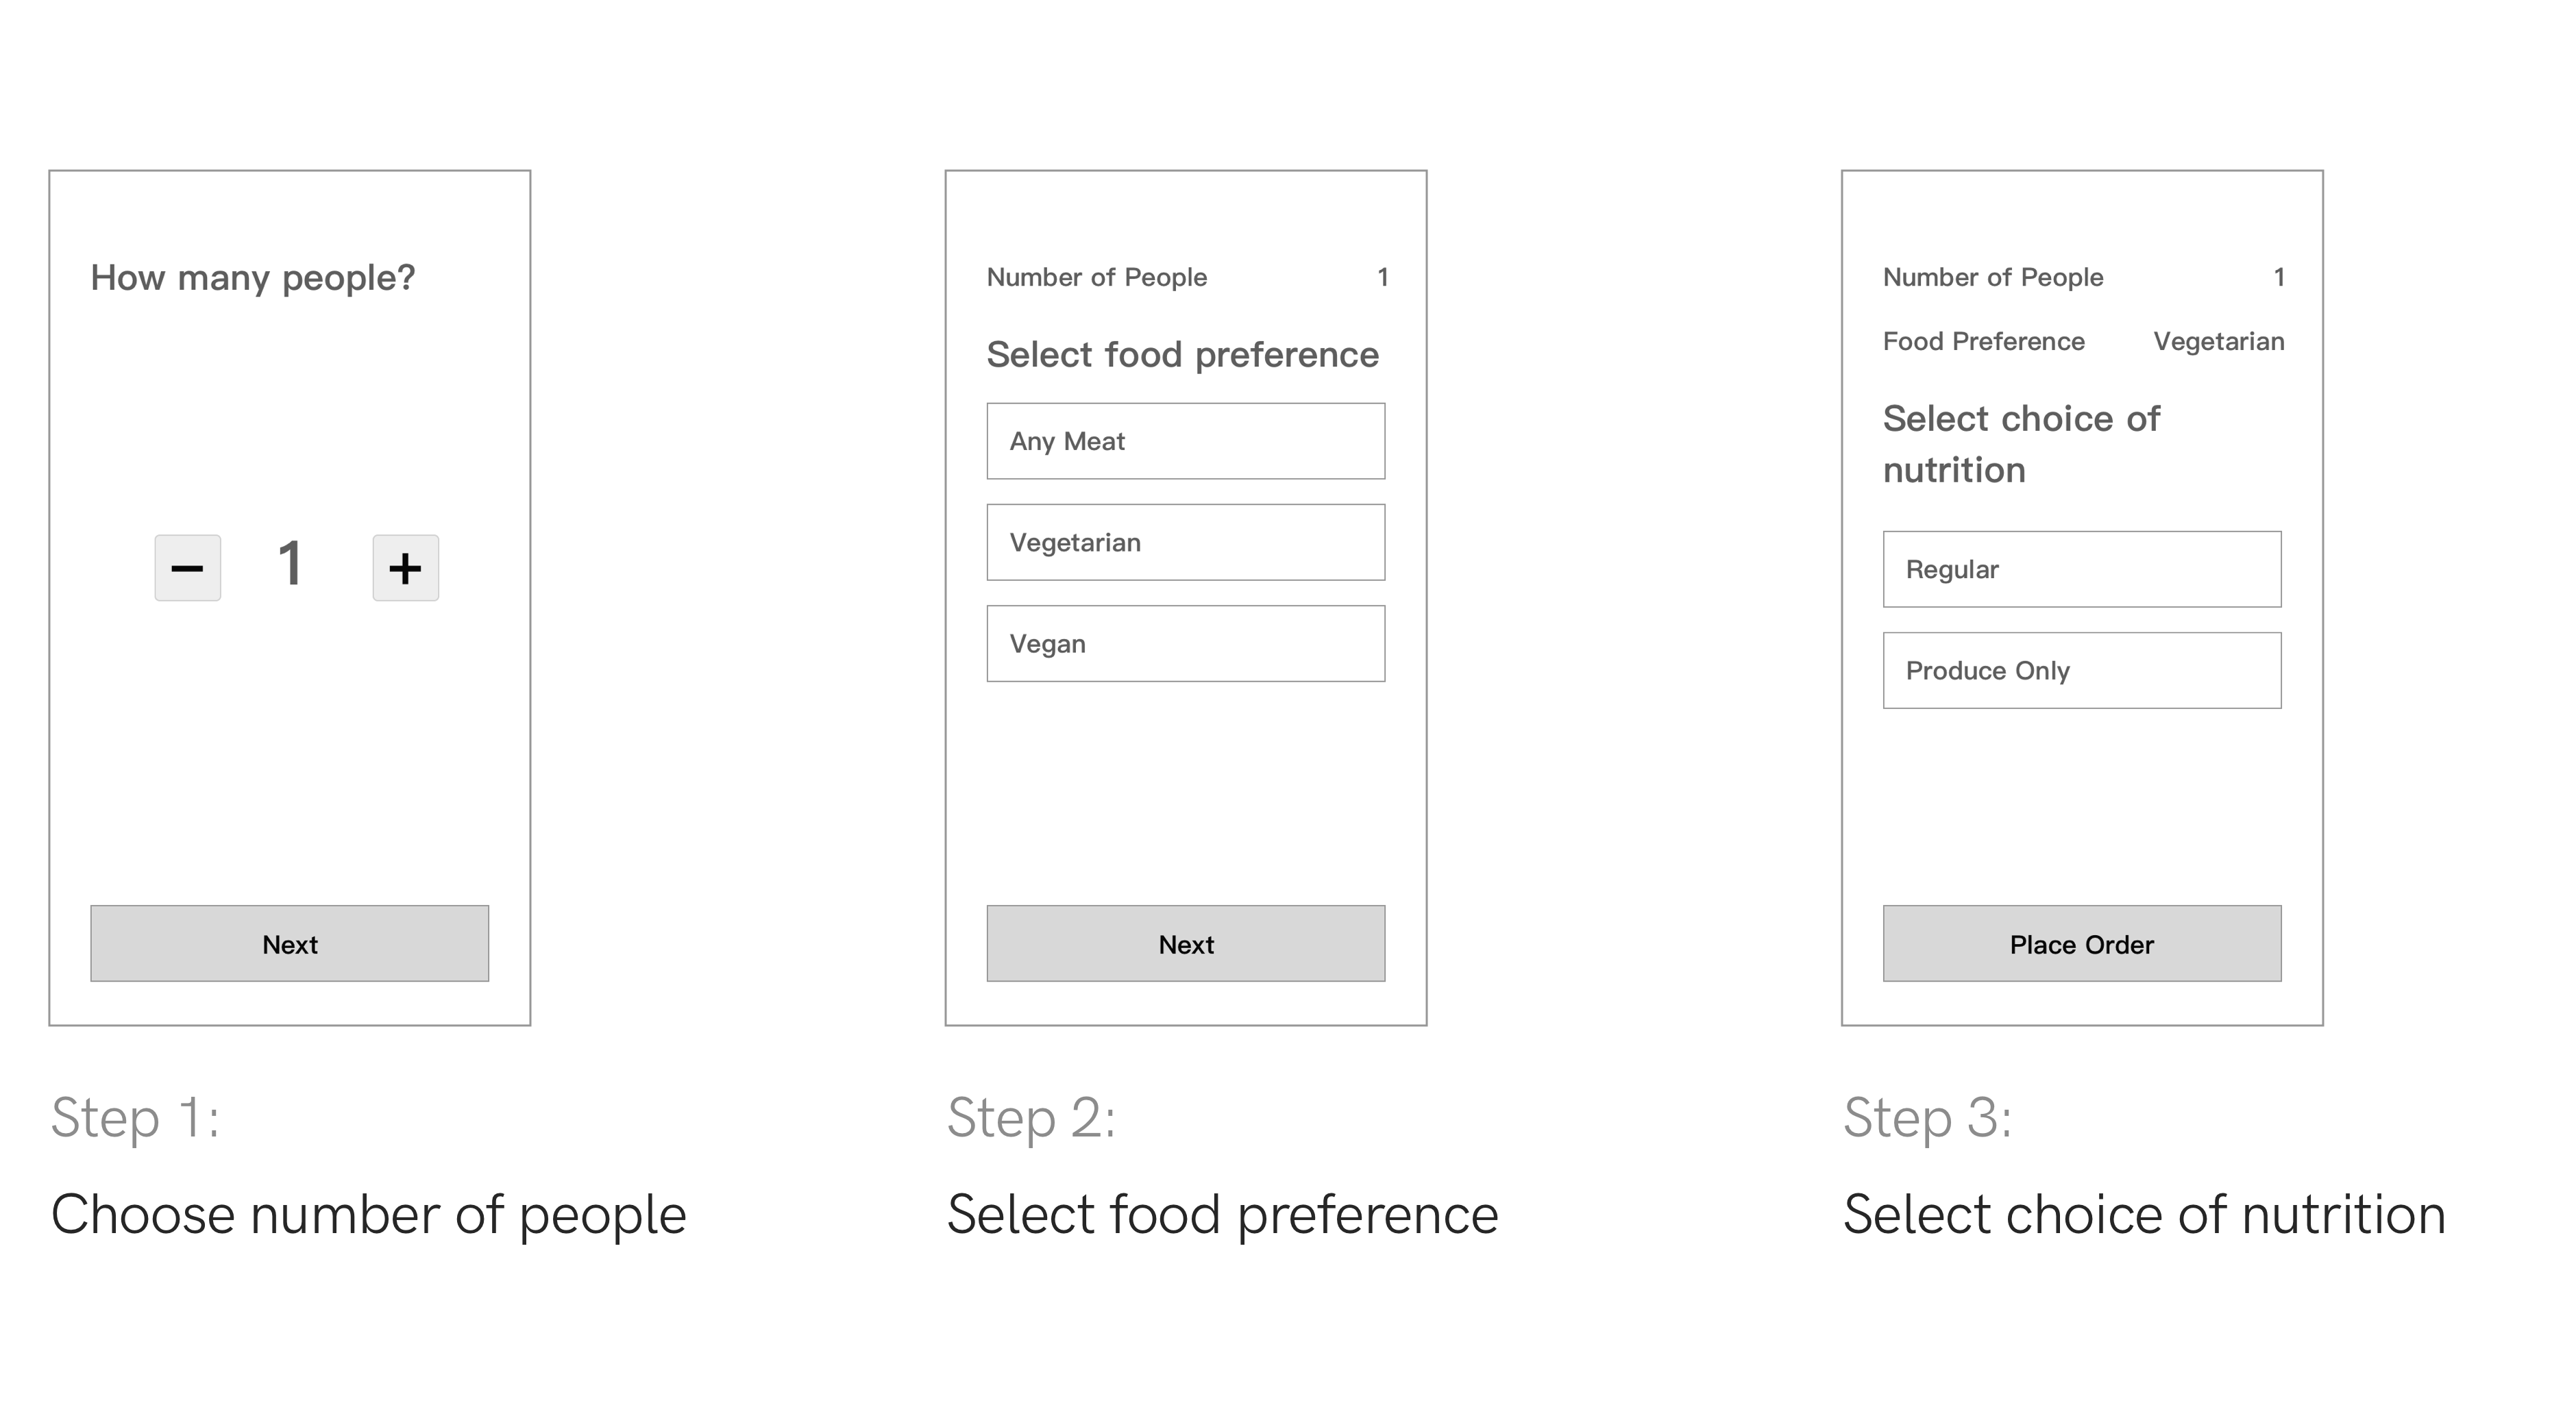 How many people?
− 1 +
Next
Step 1:
Choose number of people
Number of People 1
Select food preference
Any Meat
Vegetarian
Vegan
Next
Step 2:
Select food preference
Number of People 1
Food Preference Vegetarian
Select choice of
nutrition
Regular
Produce Only
Place Order
Step 3:
Select choice of nutrition